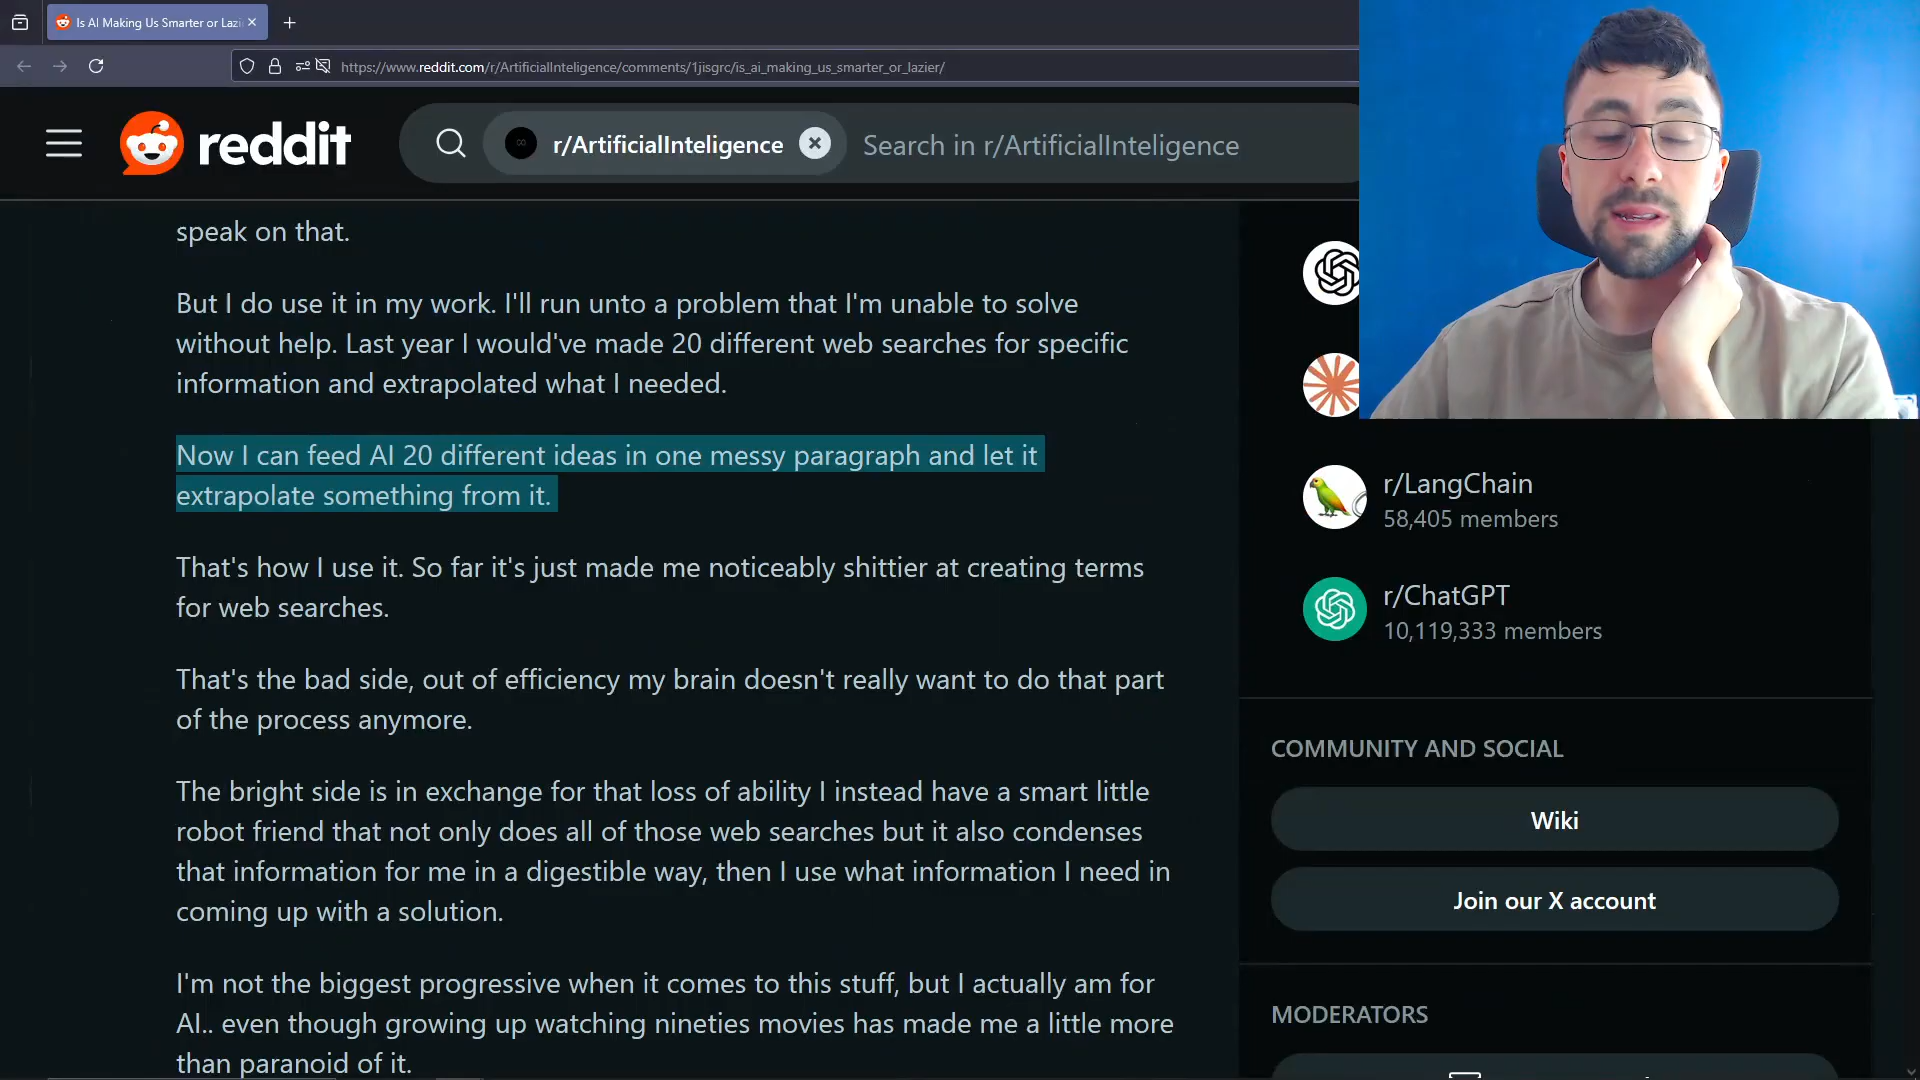 Is AI Making Us Smarter or Lazi
https://www.reddit.com/r/ArtificialInteligence/comments/1jisgrc/is_ai_making_us_smarter_or_lazier/
reddit
r/ArtificialInteligence
Search in r/ArtificialInteligence
speak on that.
But I do use it in my work. I'll run unto a problem that I'm unable to solve
without help. Last year I would've made 20 different web searches for specific
information and extrapolated what I needed.
Now I can feed AI 20 different ideas in one messy paragraph and let it
extrapolate something from it.
That's how I use it. So far it's just made me noticeably shittier at creating terms
for web searches.
That's the bad side, out of efficiency my brain doesn't really want to do that part
of the process anymore.
The bright side is in exchange for that loss of ability I instead have a smart little
robot friend that not only does all of those web searches but it also condenses
that information for me in a digestible way, then I use what information I need in
coming up with a solution.
I'm not the biggest progressive when it comes to this stuff, but I actually am for
AI.. even though growing up watching nineties movies has made me a little more
than paranoid of it.
r/LangChain
58,405 members
r/ChatGPT
10,119,333 members
COMMUNITY AND SOCIAL
Wiki
Join our X account
MODERATORS